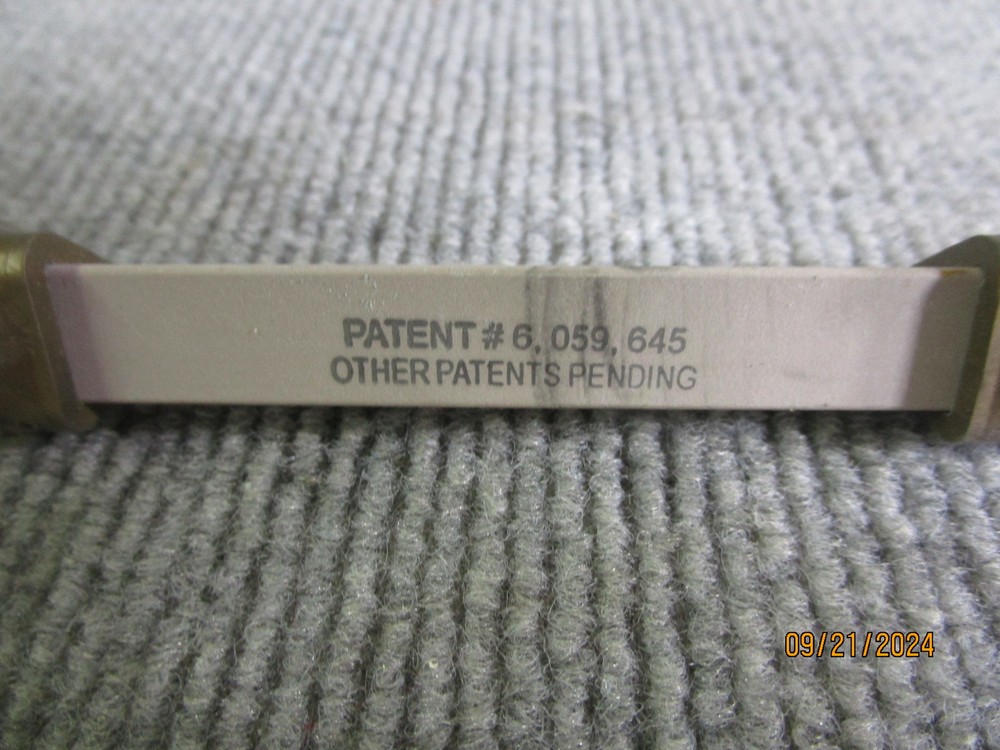 PATENT # 6,059,645
OTHER PATENTS PENDING
09/21/2024